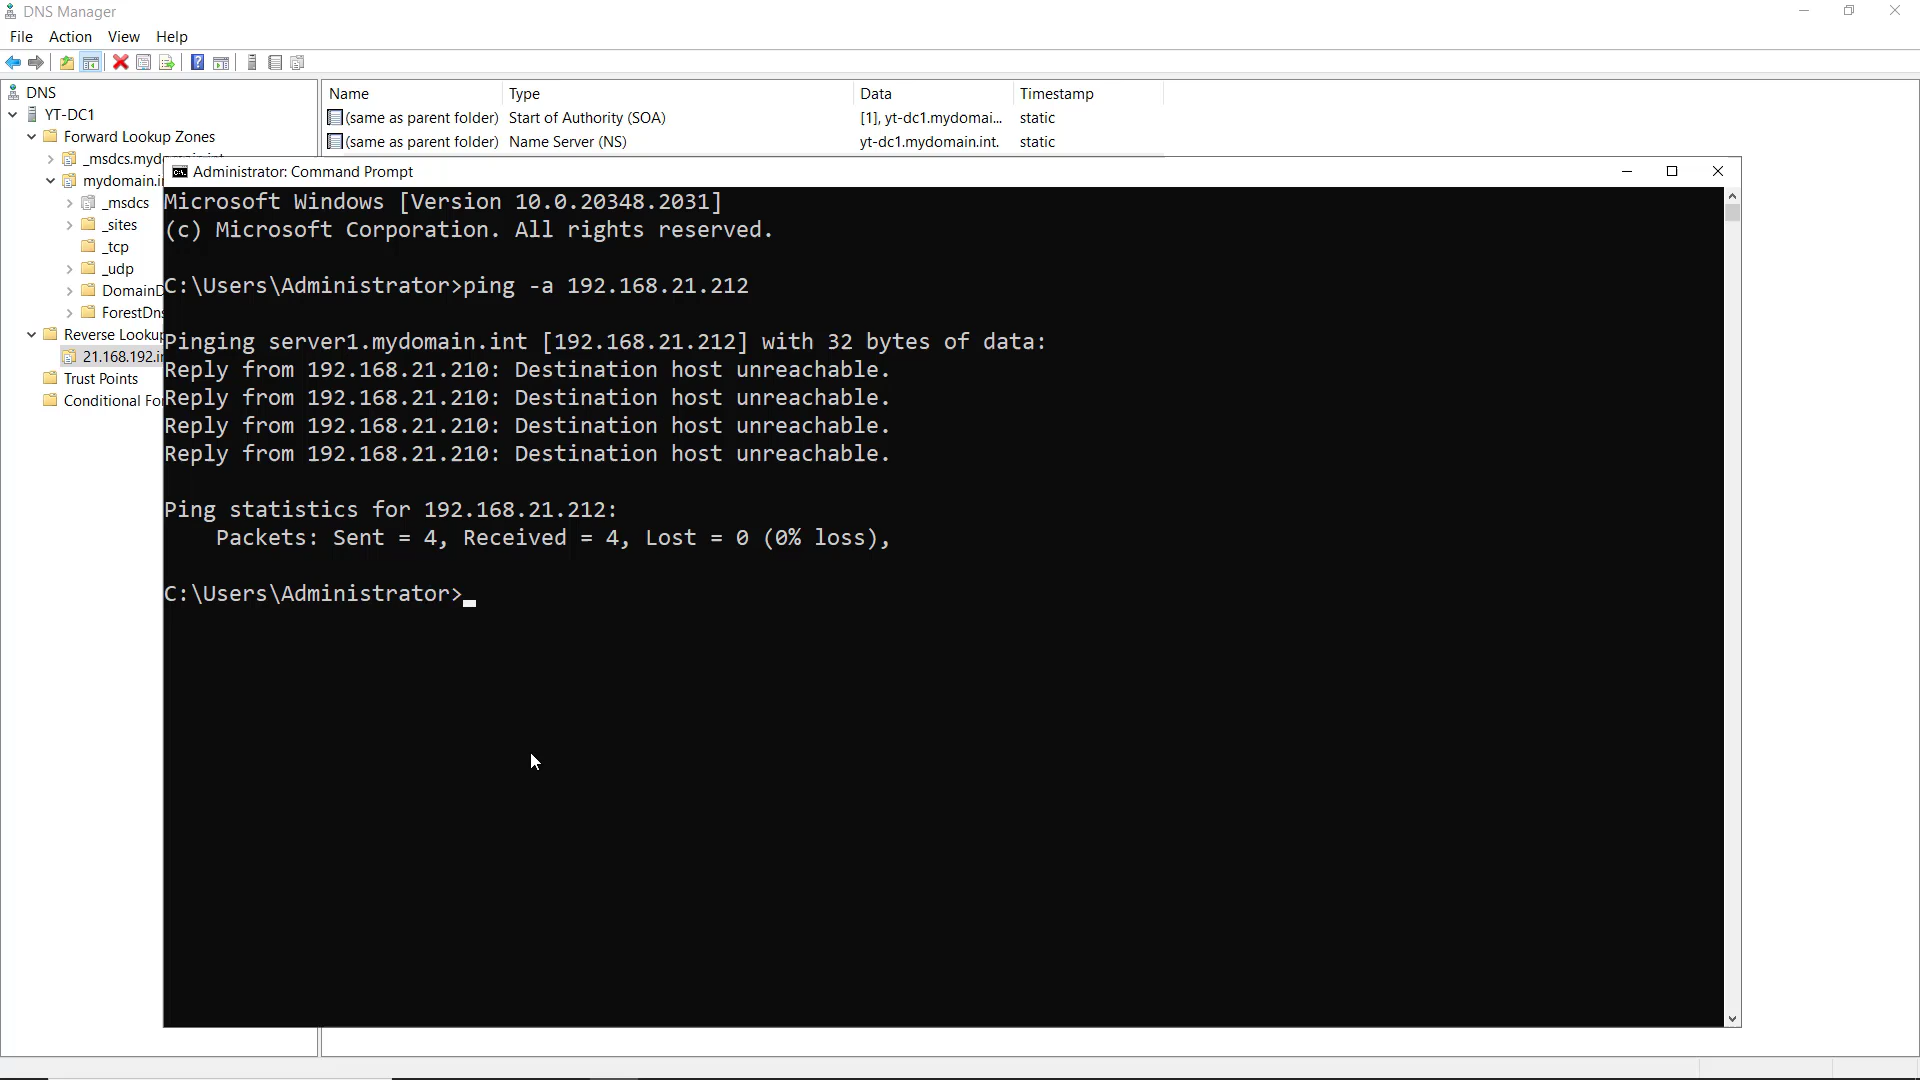 DNS Manager
File Action View Help
DNS
YT-DC1
Forward Lookup Zones
_msdcs.myd
mydomain.i
_msdcs
_sites
_tcp
_udp
DomainD
ForestDn
Reverse Looku
21.168.192.i
Trust Points
Conditional Fo
Name Type Data Timestamp
(same as parent folder) Start of Authority (SOA) [1], yt-dc1.mydomai... static
(same as parent folder) Name Server (NS) yt-dc1.mydomain.int. static
Administrator: Command Prompt
Microsoft Windows [Version 10.0.20348.2031]
(c) Microsoft Corporation. All rights reserved.
C:\Users\Administrator>ping -a 192.168.21.212
Pinging server1.mydomain.int [192.168.21.212] with 32 bytes of data:
Reply from 192.168.21.210: Destination host unreachable.
Reply from 192.168.21.210: Destination host unreachable.
Reply from 192.168.21.210: Destination host unreachable.
Reply from 192.168.21.210: Destination host unreachable.
Ping statistics for 192.168.21.212:
Packets: Sent = 4, Received = 4, Lost = 0 (0% loss),
C:\Users\Administrator>